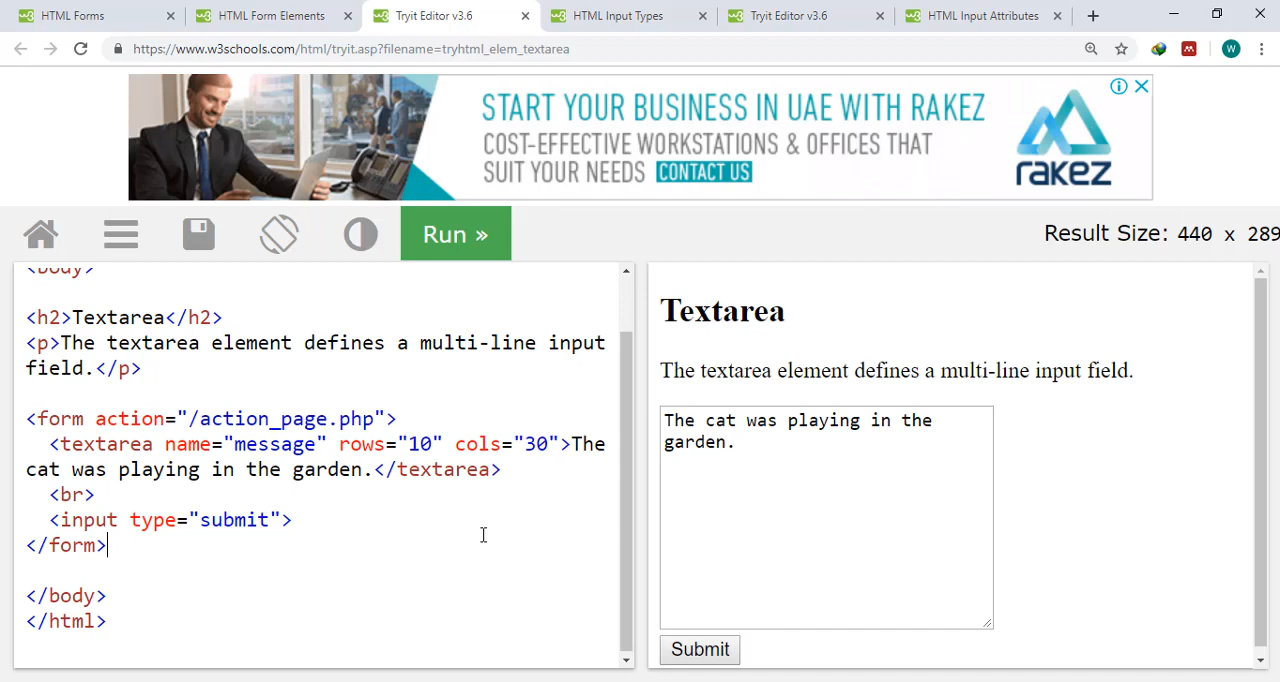 HTML Forms
HTML Form Elements
Tryit Editor v3.6
HTML Input Types
Tryit Editor v3.6
HTML Input Attributes
https://www.w3schools.com/html/tryit.asp?filename=tryhtml_elem_textarea
W
START YOUR BUSINESS IN UAE WITH RAKEZ
COST-EFFECTIVE WORKSTATIONS & OFFICES THAT
SUIT YOUR NEEDS CONTACT US
rakez
Run »
Result Size: 440 x 289
<body>
<h2>Textarea</h2>
<p>The textarea element defines a multi-line input
field.</p>
<form action="/action_page.php">
<textarea name="message" rows="10" cols="30">The
cat was playing in the garden.</textarea>
<br>
<input type="submit">
</form>
</body>
</html>
Textarea
The textarea element defines a multi-line input field.
The cat was playing in the
garden.
Submit